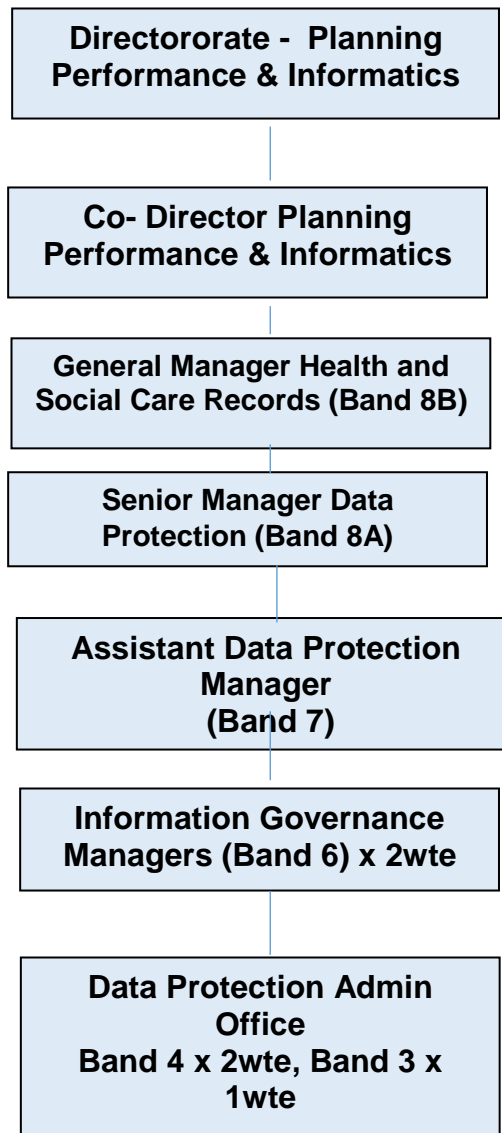 Directororate - Planning
Performance & Informatics
Co- Director Planning
Performance & Informatics
General Manager Health and
Social Care Records (Band 8B)
Senior Manager Data
Protection (Band 8A)
Assistant Data Protection
Manager
(Band 7)
Information Governance
Managers (Band 6) x 2wte
Data Protection Admin
Office
Band 4 x 2wte, Band 3 x
1wte